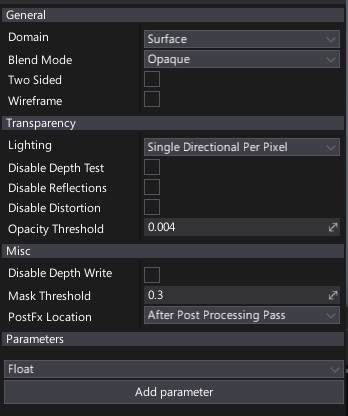 General
Domain Surface
Blend Mode Opaque
Two Sided
Wireframe
Transparency
Lighting Single Directional Per Pixel
Disable Depth Test
Disable Reflections
Disable Distortion
Opacity Threshold 0.004
Misc
Disable Depth Write
Mask Threshold 0.3
PostFx Location After Post Processing Pass
Parameters
Float
Add parameter